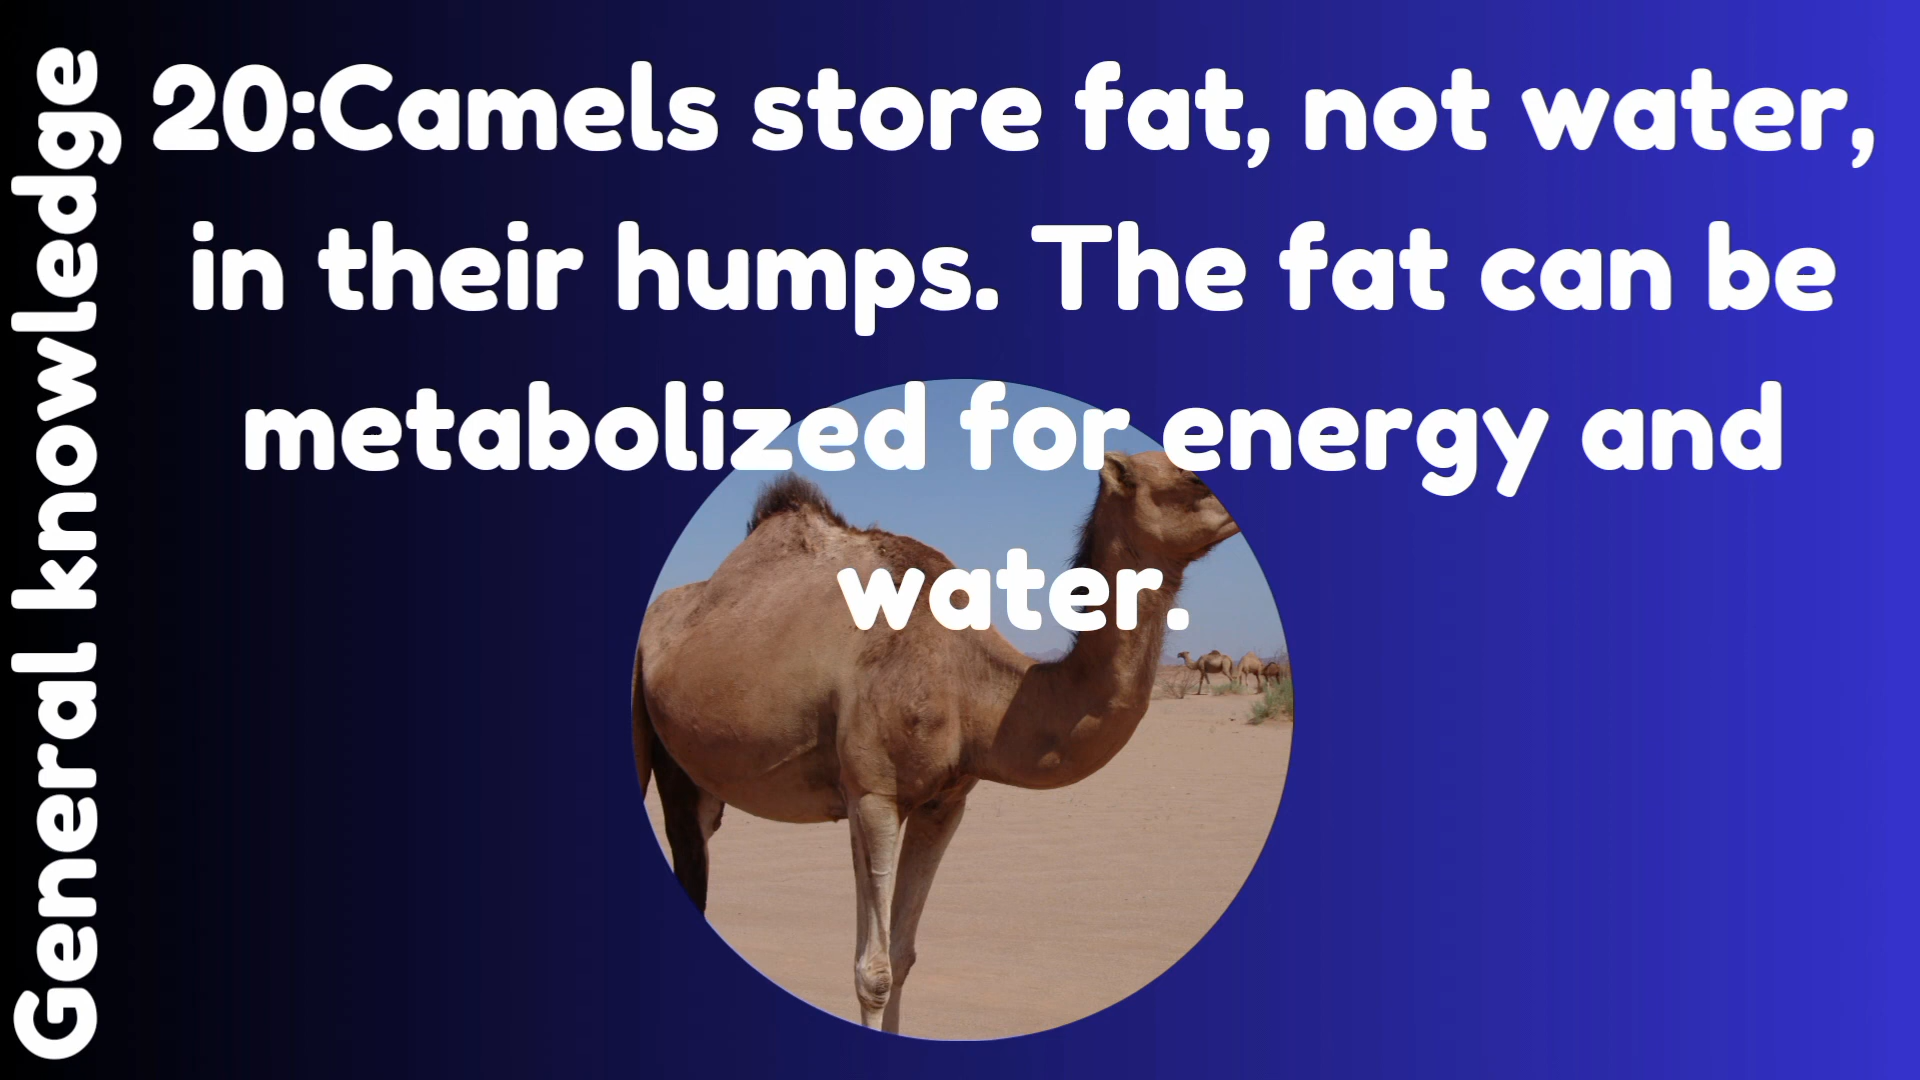 General knowledge
20:Camels store fat, not water,
in their humps. The fat can be
metabolized for energy and
water.